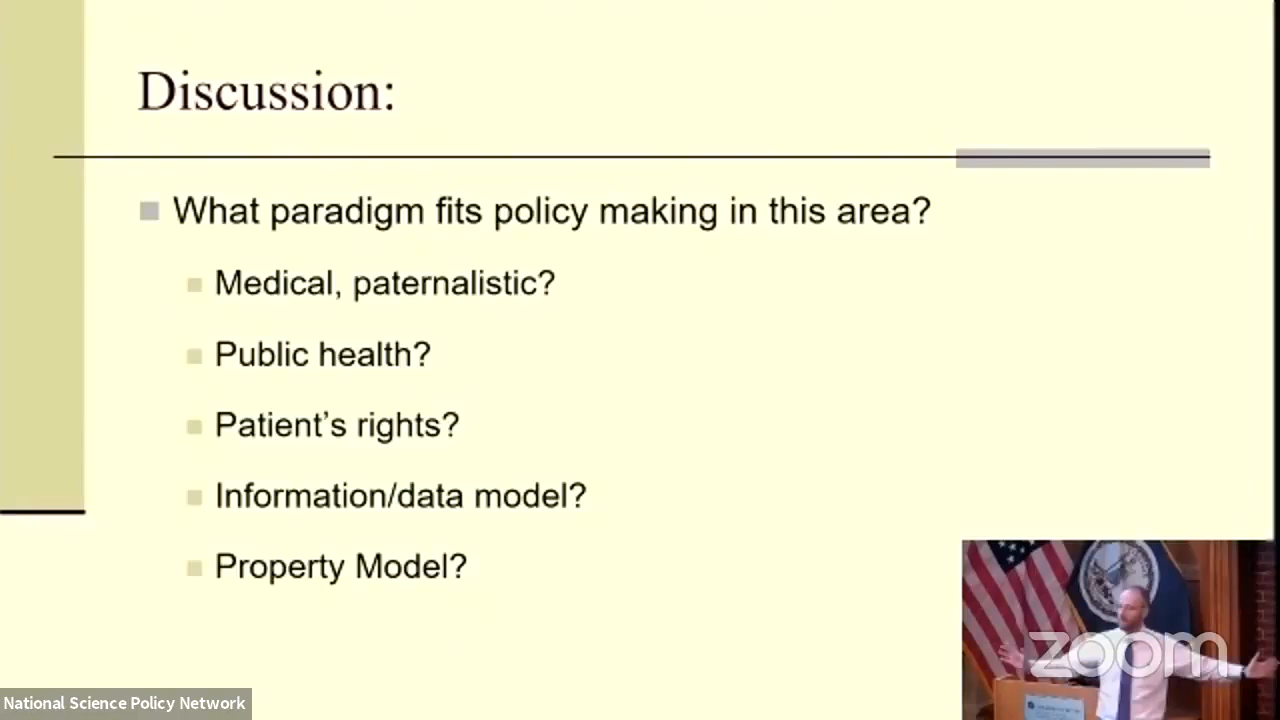 Discussion:
What paradigm fits policy making in this area?
Medical, paternalistic?
Public health?
Patient’s rights?
Information/data model?
Property Model?
zoom
National Science Policy Network